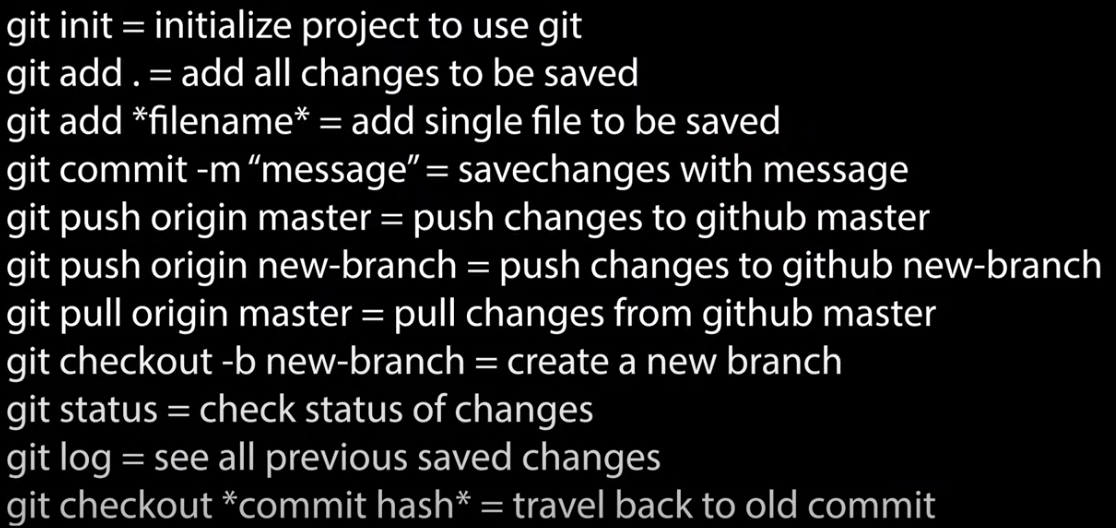 git init = initialize project to use git
git add . = add all changes to be saved
git add *filename* = add single file to be saved
git commit -m “message” = savechanges with message
git push origin master = push changes to github master
git push origin new-branch = push changes to github new-branch
git pull origin master = pull changes from github master
git checkout -b new-branch = create a new branch
git status = check status of changes
git log = see all previous saved changes
git checkout *commit hash* = travel back to old commit